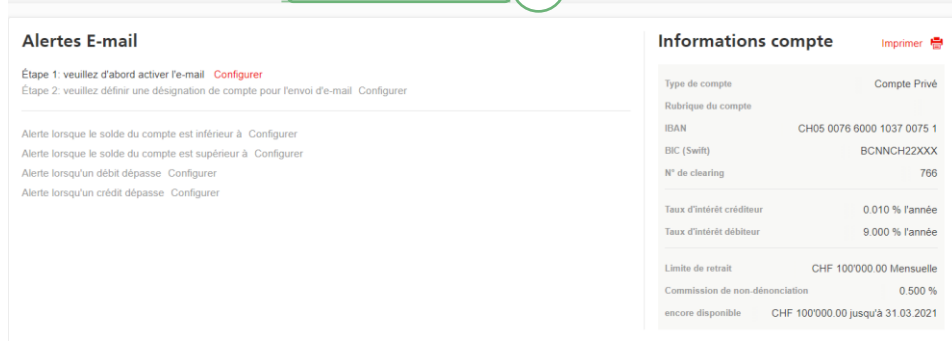 Alertes E-mail
Étape 1: veuillez d'abord activer l'e-mail Configurer
Étape 2: veuillez définir une désignation de compte pour l'envoi d'e-mail Configurer
Alerte lorsque le solde du compte est inférieur à Configurer
Alerte lorsque le solde du compte est supérieur à Configurer
Alerte lorsqu'un débit dépasse Configurer
Alerte lorsqu'un crédit dépasse Configurer
Informations compte Imprimer
Type de compte Compte Privé
Rubrique du compte
IBAN CH05 0076 6000 1037 0075 1
BIC (Swift) BCNNCH22XXX
N° de clearing 766
Taux d'intérêt créditeur 0.010 % l'année
Taux d'intérêt débiteur 9.000 % l'année
Limite de retrait CHF 100'000.00 Mensuelle
Commission de non-dénonciation 0.500 %
encore disponible CHF 100'000.00 jusqu'à 31.03.2021